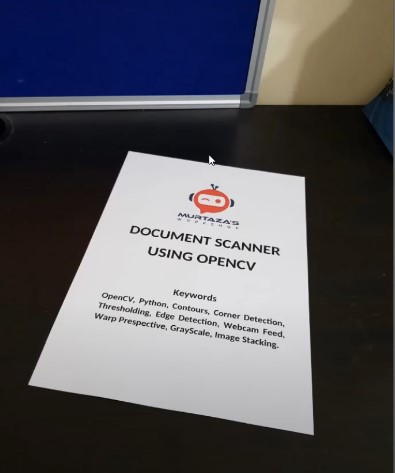 MURTAZA'S
WORKSHOP
DOCUMENT SCANNER
USING OPENCV
Keywords
OpenCV, Python, Contours, Corner Detection,
Thresholding, Edge Detection, Webcam Feed,
Warp Prespective, GrayScale, Image Stacking.